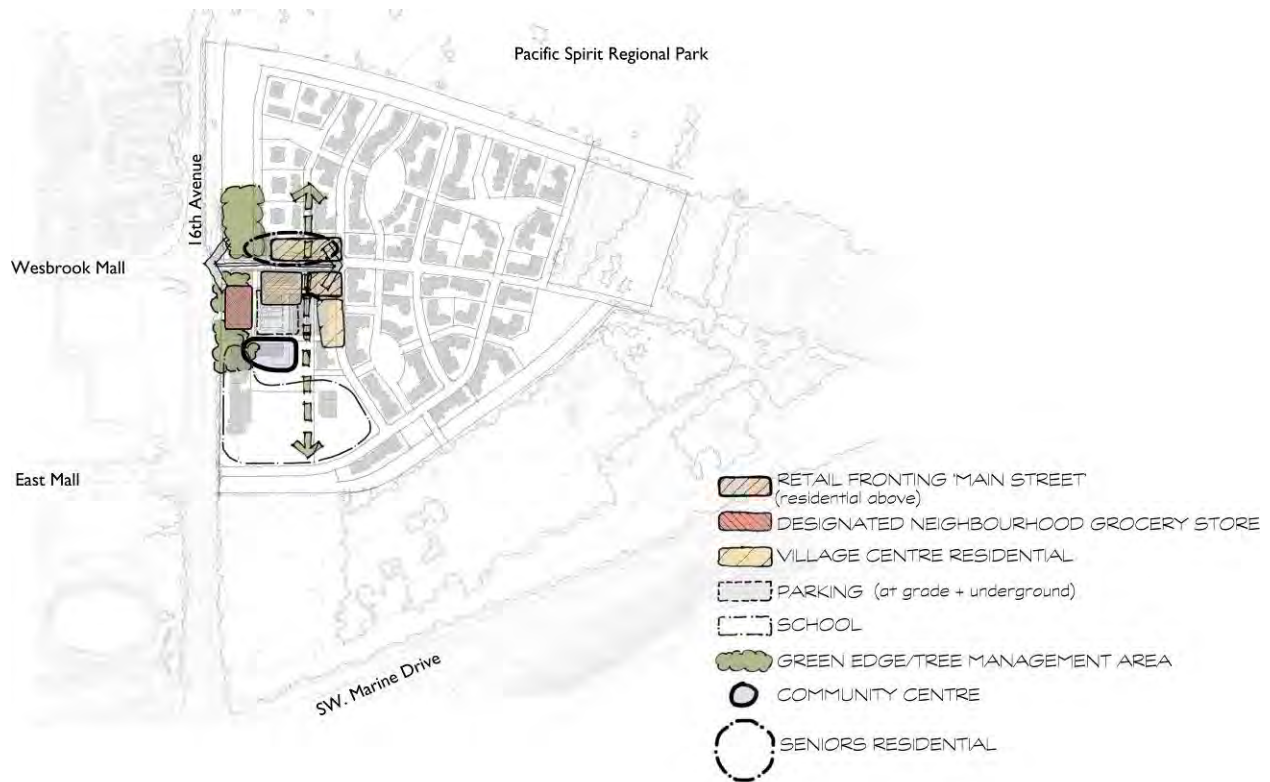 Pacific Spirit Regional Park
16th Avenue
Wesbrook Mall
East Mall
SW. Marine Drive
RETAIL FRONTING 'MAIN STREET'
(residential above)
DESIGNATED NEIGHBOURHOOD GROCERY STORE
VILLAGE CENTRE RESIDENTIAL
PARKING (at grade + underground)
SCHOOL
GREEN EDGE/TREE MANAGEMENT AREA
COMMUNITY CENTRE
SENIORS RESIDENTIAL